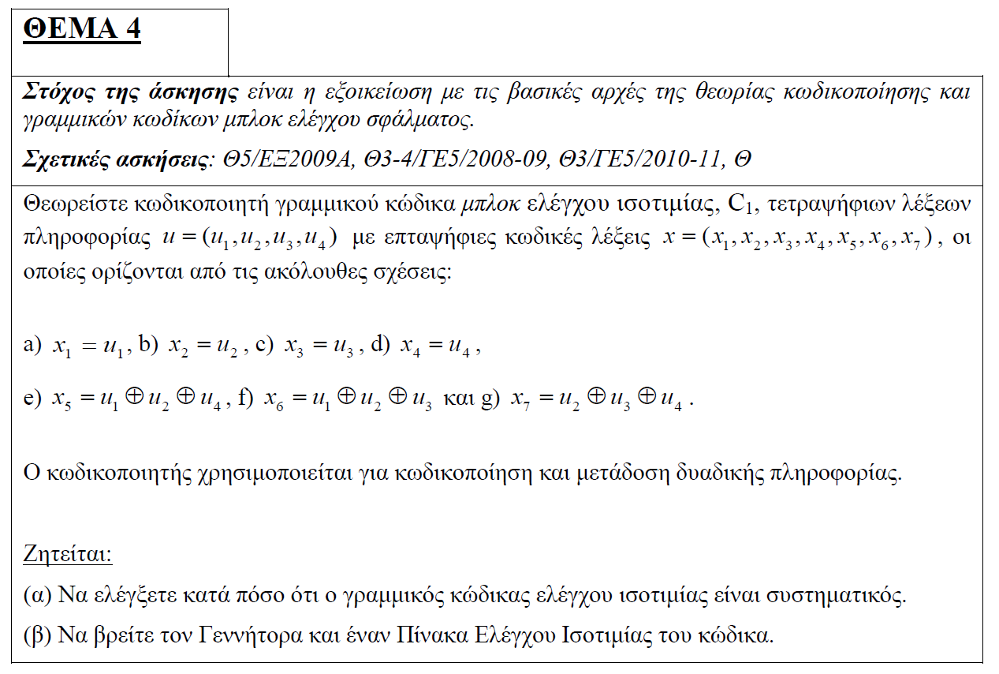 ΘΕΜΑ 4
Στόχος της άσκησης είναι η εξοικείωση με τις βασικές αρχές της θεωρίας κωδικοποίησης και
γραμμικών κωδίκων μπλοκ ελέγχου σφάλματος.
Σχετικές ασκήσεις: Θ5/ΕΞ2009Α, Θ3-4/ΓΕ5/2008-09, Θ3/ΓΕ5/2010-11, Θ
Θεωρείστε κωδικοποιητή γραμμικού κώδικα μπλοκ ελέγχου ισοτιμίας, C₁, τετραψήφιων λέξεων
πληροφορίας u = (u₁,u₂,u₃,u₄) με επταψήφιες κωδικές λέξεις x = (x₁,x₂,x₃,x₄,x₅,x₆,x₇), οι
οποίες ορίζονται από τις ακόλουθες σχέσεις:
a) x₁ = u₁, b) x₂ = u₂, c) x₃ = u₃, d) x₄ = u₄,
e) x₅ = u₁ ⊕ u₂ ⊕ u₄, f) x₆ = u₁ ⊕ u₂ ⊕ u₃ και g) x₇ = u₂ ⊕ u₃ ⊕ u₄.
Ο κωδικοποιητής χρησιμοποιείται για κωδικοποίηση και μετάδοση δυαδικής πληροφορίας.
Ζητείται:
(α) Να ελέγξετε κατά πόσο ότι ο γραμμικός κώδικας ελέγχου ισοτιμίας είναι συστηματικός.
(β) Να βρείτε τον Γεννήτορα και έναν Πίνακα Ελέγχου Ισοτιμίας του κώδικα.